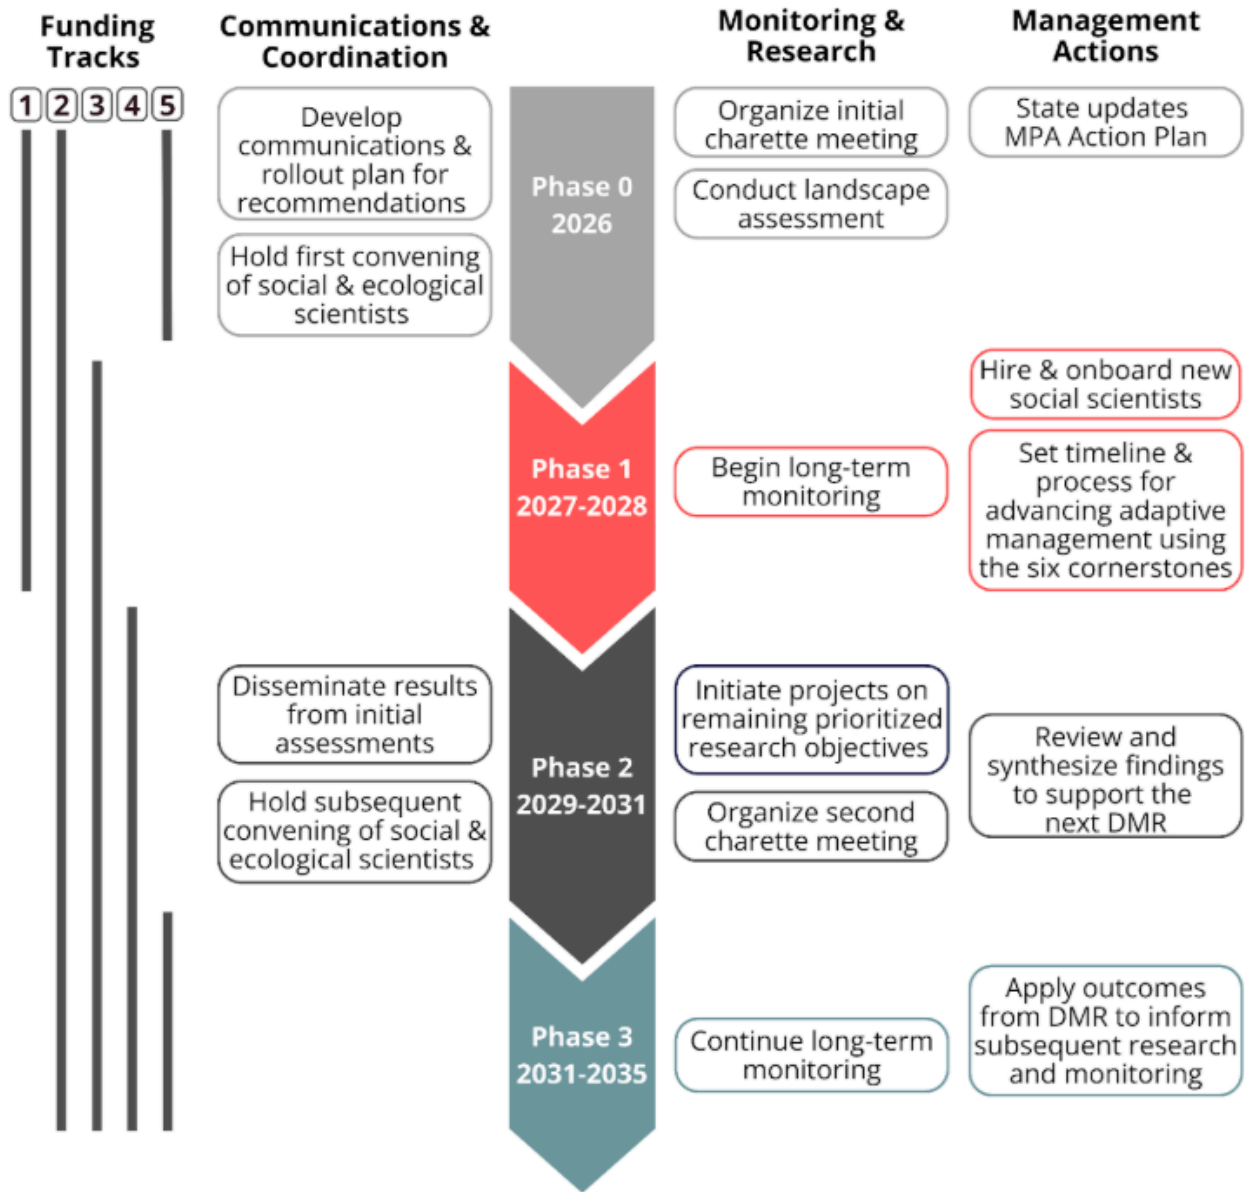 Funding
Tracks
Communications &
Coordination
Monitoring &
Research
Management
Actions
1 2 3 4 5
Develop
communications &
rollout plan for
recommendations
Hold first convening
of social & ecological
scientists
Phase 0
2026
Organize initial
charette meeting
Conduct landscape
assessment
State updates
MPA Action Plan
Phase 1
2027-2028
Begin long-term
monitoring
Hire & onboard new
social scientists
Set timeline &
process for
advancing adaptive
management using
the six cornerstones
Disseminate results
from initial
assessments
Hold subsequent
convening of social &
ecological scientists
Phase 2
2029-2031
Initiate projects on
remaining prioritized
research objectives
Organize second
charette meeting
Review and
synthesize findings
to support the
next DMR
Phase 3
2031-2035
Continue long-term
monitoring
Apply outcomes
from DMR to inform
subsequent research
and monitoring